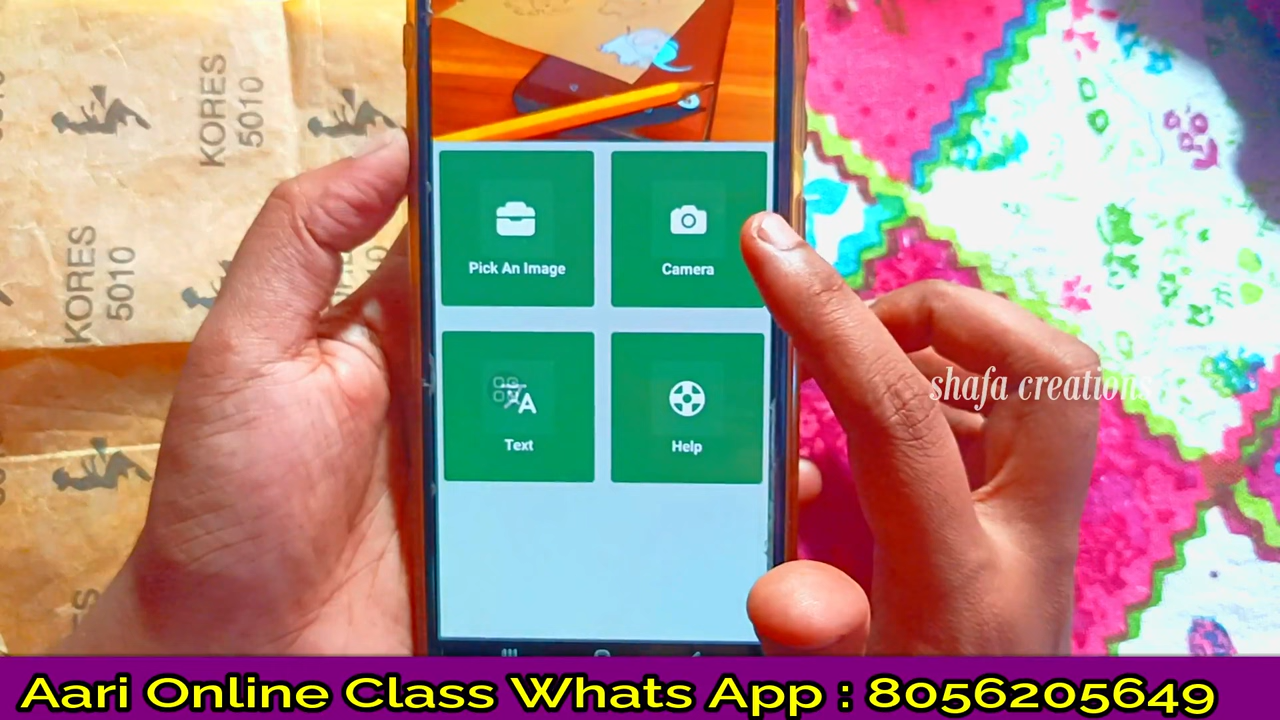 KORES
5010
KORES
5010
Pick An Image
Camera
Text
Help
shafa creations
Aari Online Class Whats App : 8056205649